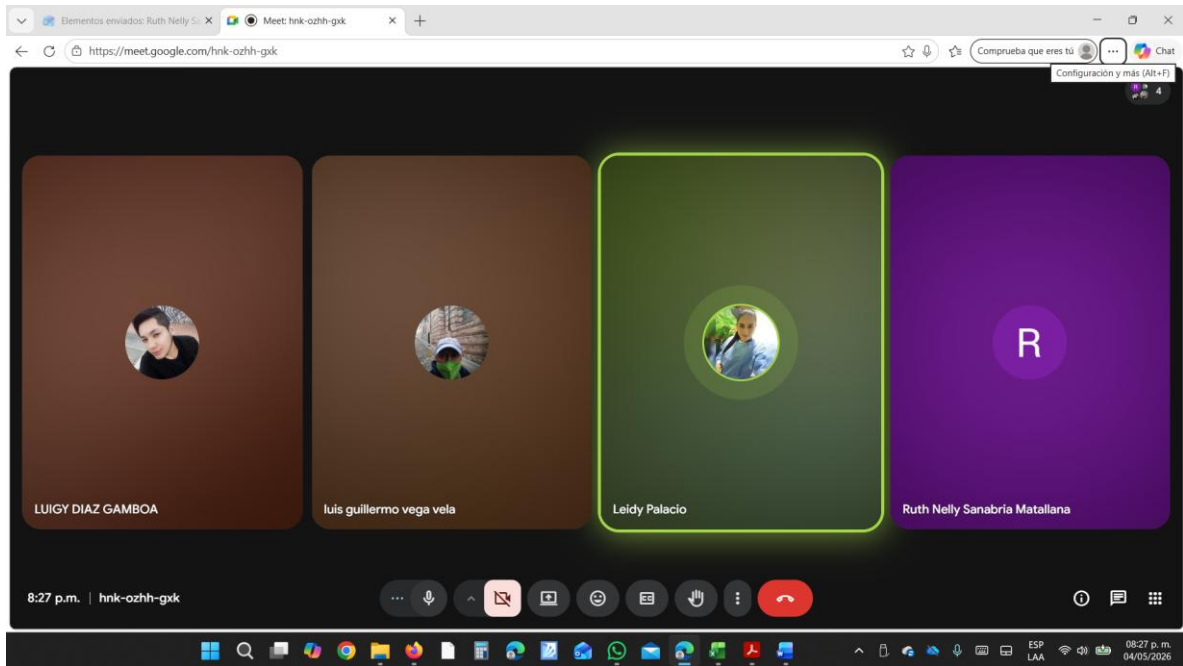 Elementos enviados: Ruth Nelly Sa
Meet: hnk-ozhh-gxk
https://meet.google.com/hnk-ozhh-gxk
Comprueba que eres tú
Chat
Configuración y más (Alt+F)
R
4
R
LUIGY DIAZ GAMBOA
luis guillermo vega vela
Leidy Palacio
Ruth Nelly Sanabria Matallana
8:27 p.m. | hnk-ozhh-gxk
ESP
LAA
08:27 p. m.
04/05/2026